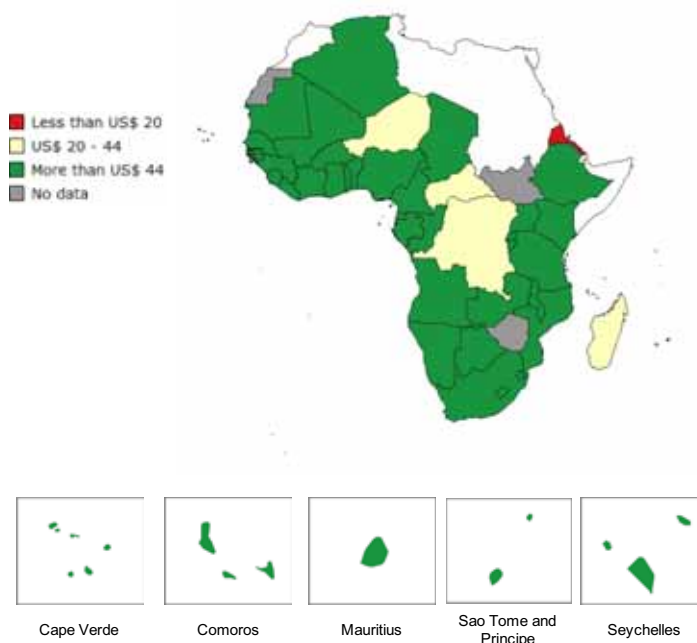 Less than US$ 20
US$ 20 - 44
More than US$ 44
No data
Cape Verde
Comoros
Mauritius
Sao Tome and
Principe
Seychelles